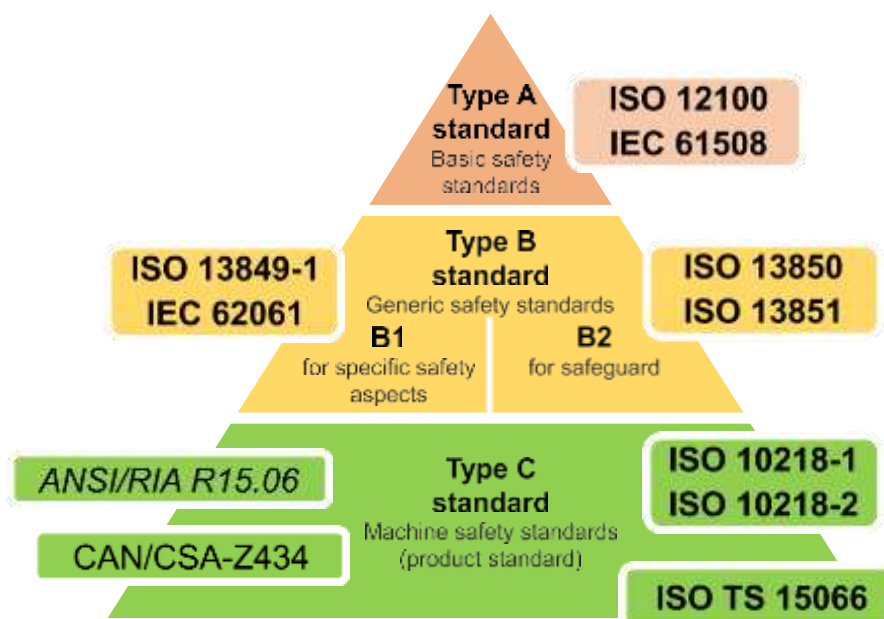 Type A
standard
Basic safety
standards
ISO 12100
IEC 61508
Type B
standard
Generic safety standards
ISO 13849-1
IEC 62061
ISO 13850
ISO 13851
B1
for specific safety
aspects
B2
for safeguard
Type C
standard
Machine safety standards
(product standard)
ANSI/RIA R15.06
CAN/CSA-Z434
ISO 10218-1
ISO 10218-2
ISO TS 15066